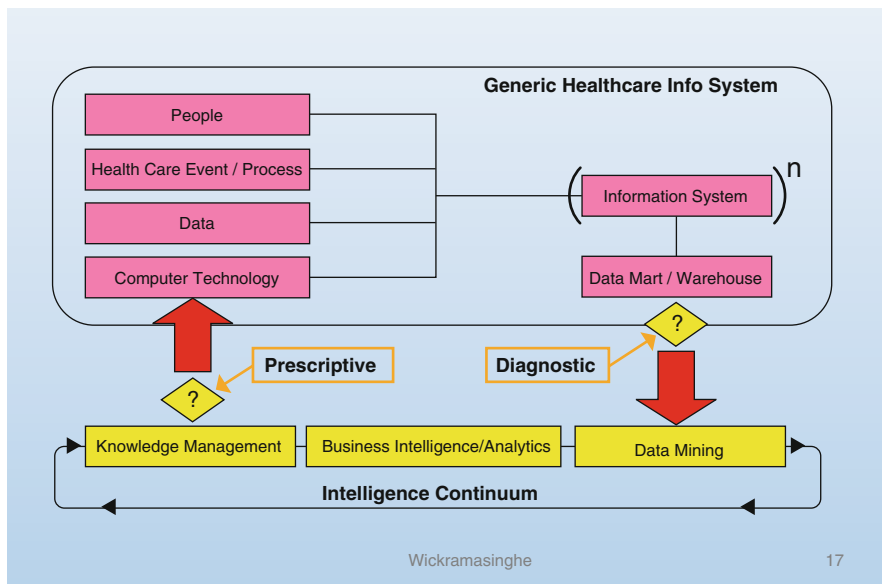 Generic Healthcare Info System
People
Health Care Event / Process
Data
Computer Technology
( Information System )n
Data Mart / Warehouse
?
Prescriptive
Diagnostic
?
Knowledge Management
Business Intelligence/Analytics
Data Mining
Intelligence Continuum
Wickramasinghe
17